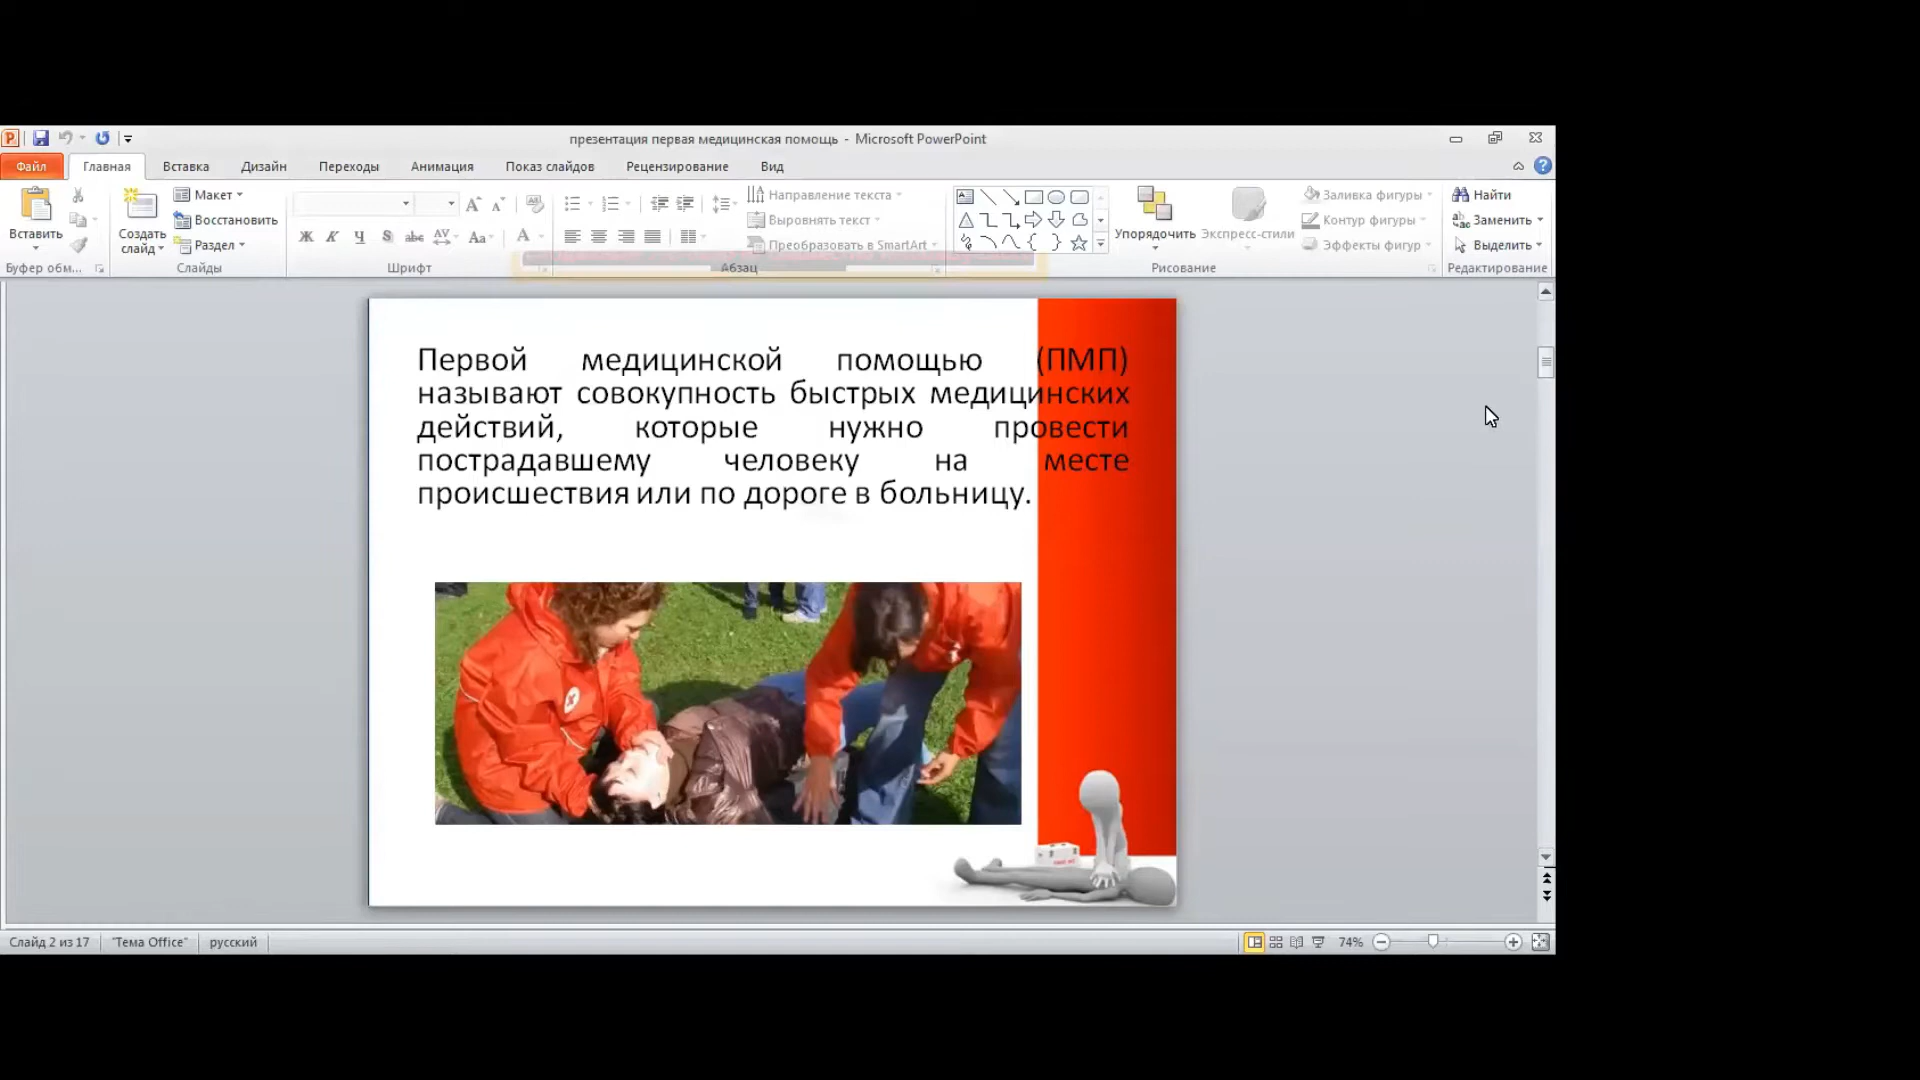 презентация первая медицинская помощь - Microsoft PowerPoint
Файл Главная Вставка Дизайн Переходы Анимация Показ слайдов Рецензирование Вид
Вставить
Буфер обм...
Создать слайд
Макет
Восстановить
Раздел
Слайды
Ж К Ч S abc AV Aa A
Шрифт
Направление текста
Выровнять текст
Преобразовать в SmartArt
Абзац
Упорядочить
Экспресс-стили
Заливка фигуры
Контур фигуры
Эффекты фигур
Рисование
Найти
Заменить
Выделить
Редактирование
Первой медицинской помощью (ПМП)
называют совокупность быстрых медицинских
действий, которые нужно провести
пострадавшему человеку на месте
происшествия или по дороге в больницу.
Слайд 2 из 17 "Тема Office" русский 74%